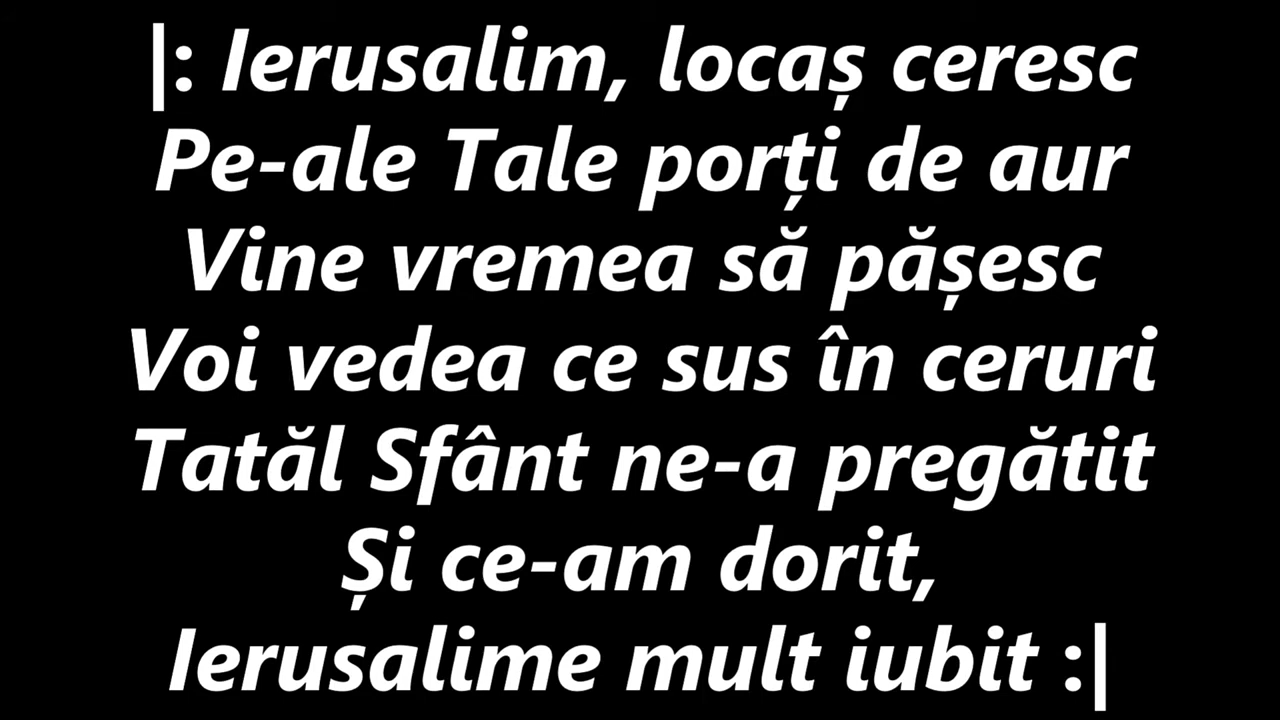 |: Ierusalim, locaș ceresc
Pe-ale Tale porți de aur
Vine vremea să pășesc
Voi vedea ce sus în ceruri
Tatăl Sfânt ne-a pregătit
Și ce-am dorit,
Ierusalime mult iubit :|